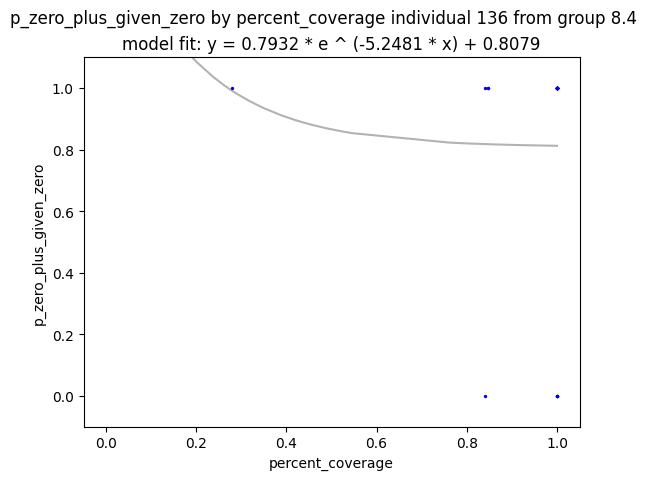 p_zero_plus_given_zero by percent_coverage individual 136 from group 8.4
model fit: y = 0.7932 * e ^ (-5.2481 * x) + 0.8079
1.0
0.8
0.6
0.4
0.2
0.0
p_zero_plus_given_zero
0.0 0.2 0.4 0.6 0.8 1.0
percent_coverage